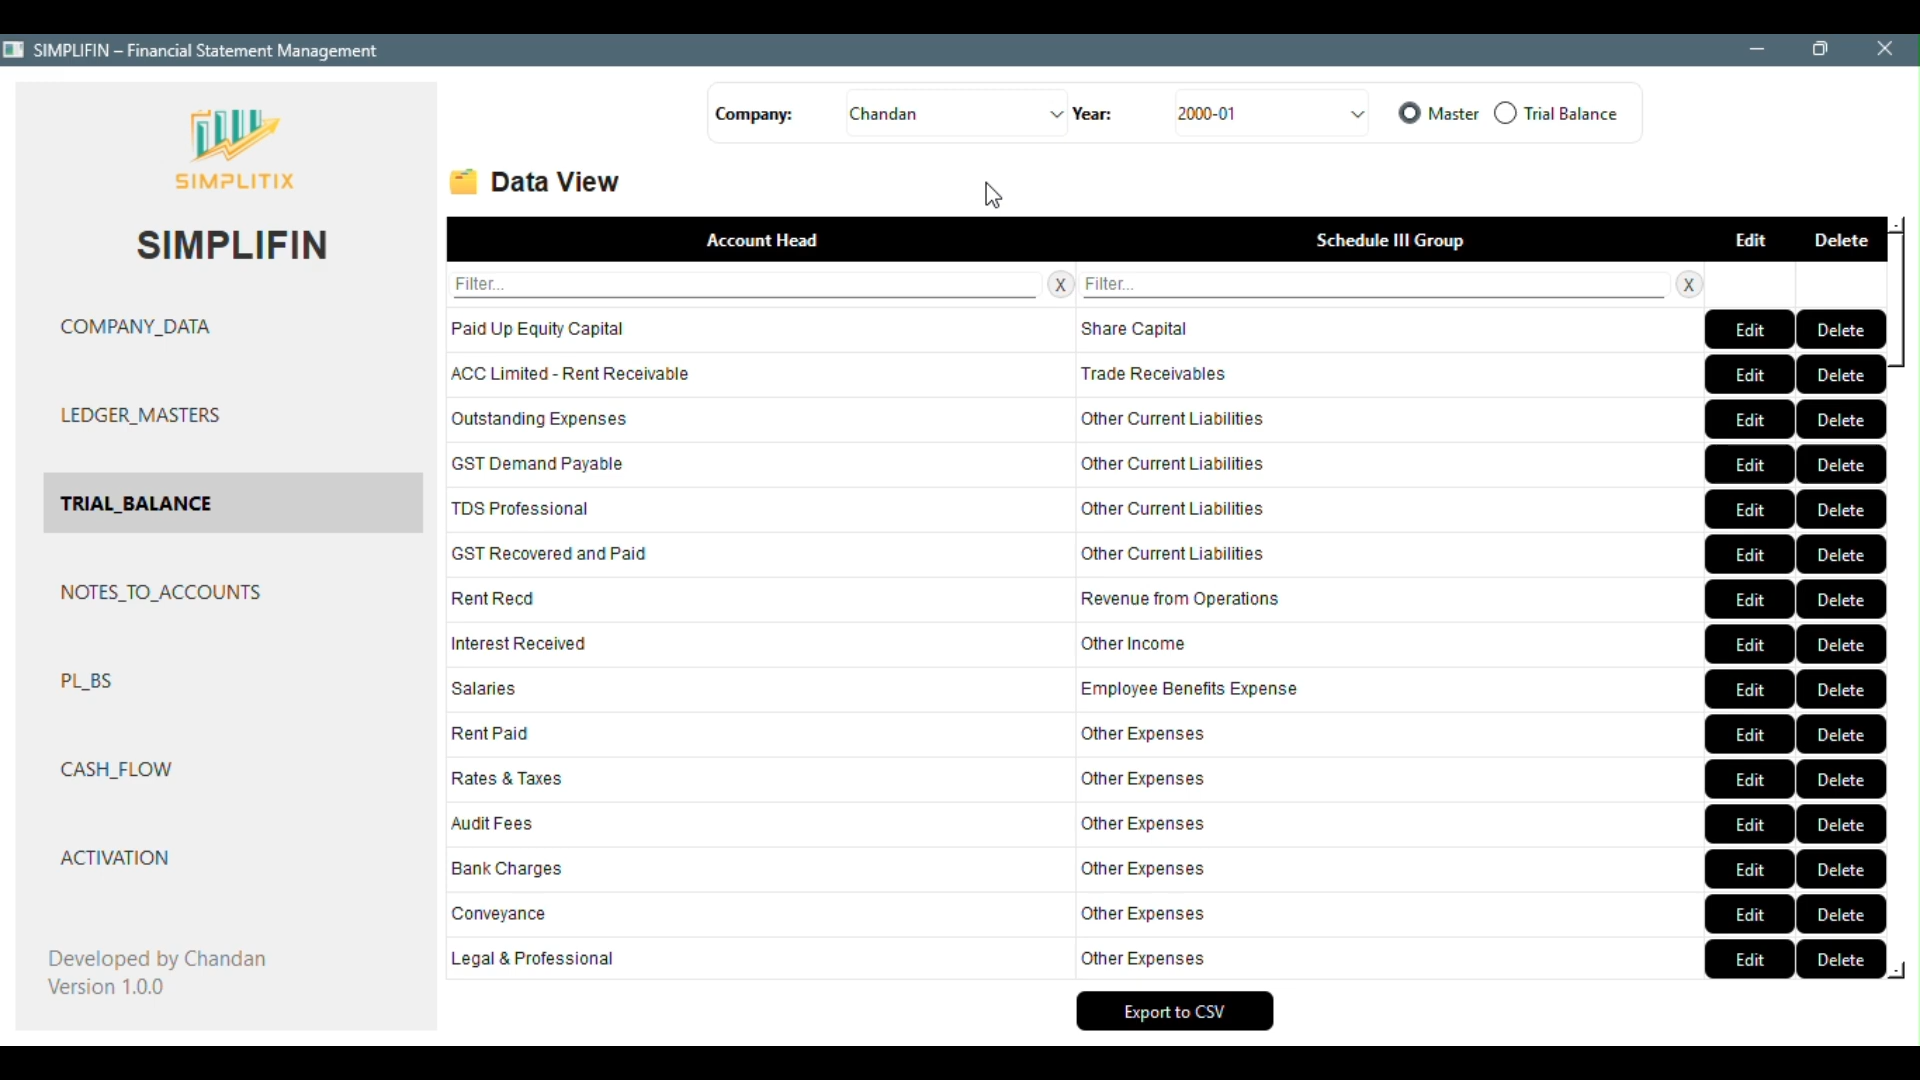 SIMPLIFIN – Financial Statement Management
SIMPLITIX
SIMPLIFIN
COMPANY_DATA
LEDGER_MASTERS
TRIAL_BALANCE
NOTES_TO_ACCOUNTS
PL_BS
CASH_FLOW
ACTIVATION
Developed by Chandan
Version 1.0.0
Company: Chandan Year: 2000-01 Master Trial Balance
Data View
Account Head Schedule III Group Edit Delete
Filter... X Filter... X
Paid Up Equity Capital Share Capital Edit Delete
ACC Limited - Rent Receivable Trade Receivables Edit Delete
Outstanding Expenses Other Current Liabilities Edit Delete
GST Demand Payable Other Current Liabilities Edit Delete
TDS Professional Other Current Liabilities Edit Delete
GST Recovered and Paid Other Current Liabilities Edit Delete
Rent Recd Revenue from Operations Edit Delete
Interest Received Other Income Edit Delete
Salaries Employee Benefits Expense Edit Delete
Rent Paid Other Expenses Edit Delete
Rates & Taxes Other Expenses Edit Delete
Audit Fees Other Expenses Edit Delete
Bank Charges Other Expenses Edit Delete
Conveyance Other Expenses Edit Delete
Legal & Professional Other Expenses Edit Delete
Export to CSV